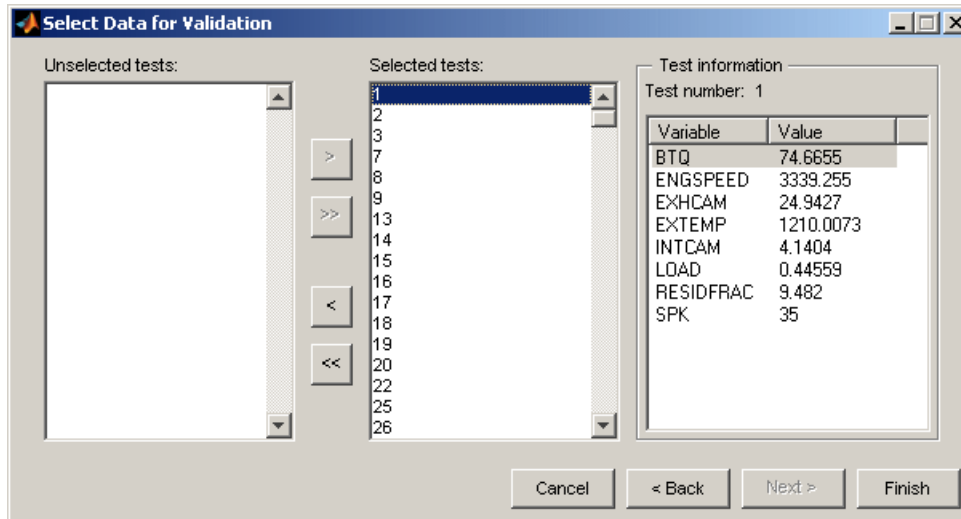 Select Data for Validation
Unselected tests:
>
>>
<
<<
Selected tests:
1
2
3
7
8
9
13
14
15
16
17
18
19
20
22
25
26
Test information
Test number: 1
Variable Value
BTQ 74.6655
ENGSPEED 3339.255
EXHCAM 24.9427
EXTEMP 1210.0073
INTCAM 4.1404
LOAD 0.44559
RESIDFRAC 9.482
SPK 35
Cancel < Back Next > Finish